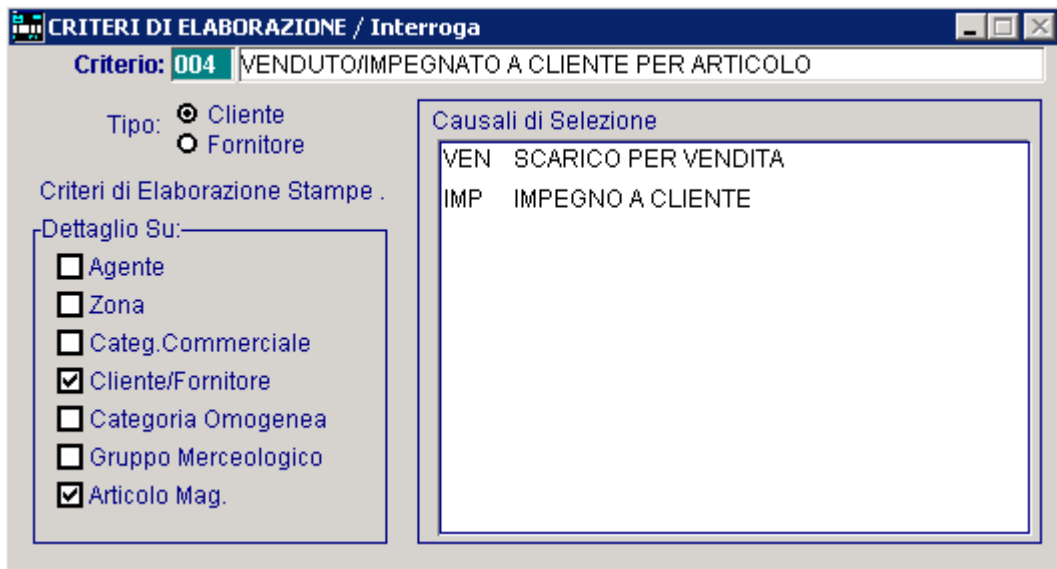 CRITERI DI ELABORAZIONE / Interroga
Criterio: 004 VENDUTO/IMPEGNATO A CLIENTE PER ARTICOLO
Tipo: Cliente
Fornitore
Criteri di Elaborazione Stampe .
Dettaglio Su:
Agente
Zona
Categ.Commerciale
Cliente/Fornitore
Categoria Omogenea
Gruppo Merceologico
Articolo Mag.
Causali di Selezione
VEN SCARICO PER VENDITA
IMP IMPEGNO A CLIENTE